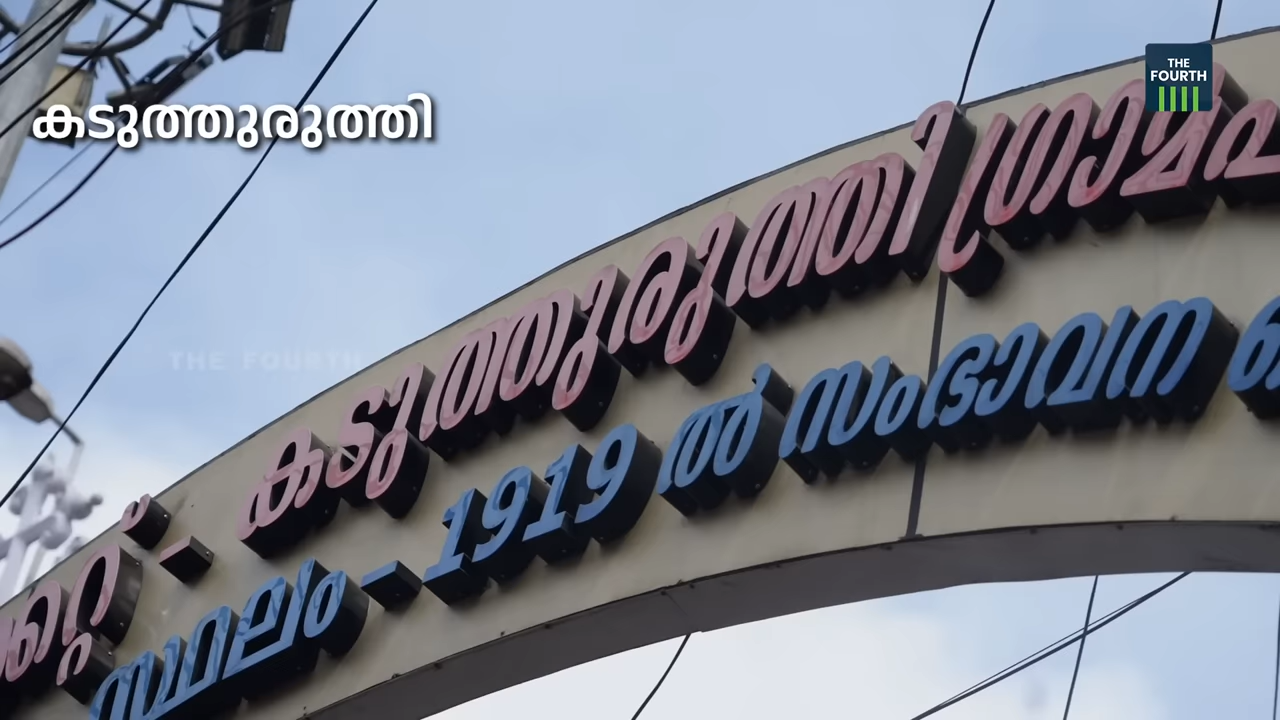 കടുത്തുരുത്തി
THE
FOURTH
THE FOURTH
- കടുത്തുരുത്തി ഗ്രാമപ
സ്ഥലം - 1919 ൽ സംഭാവന